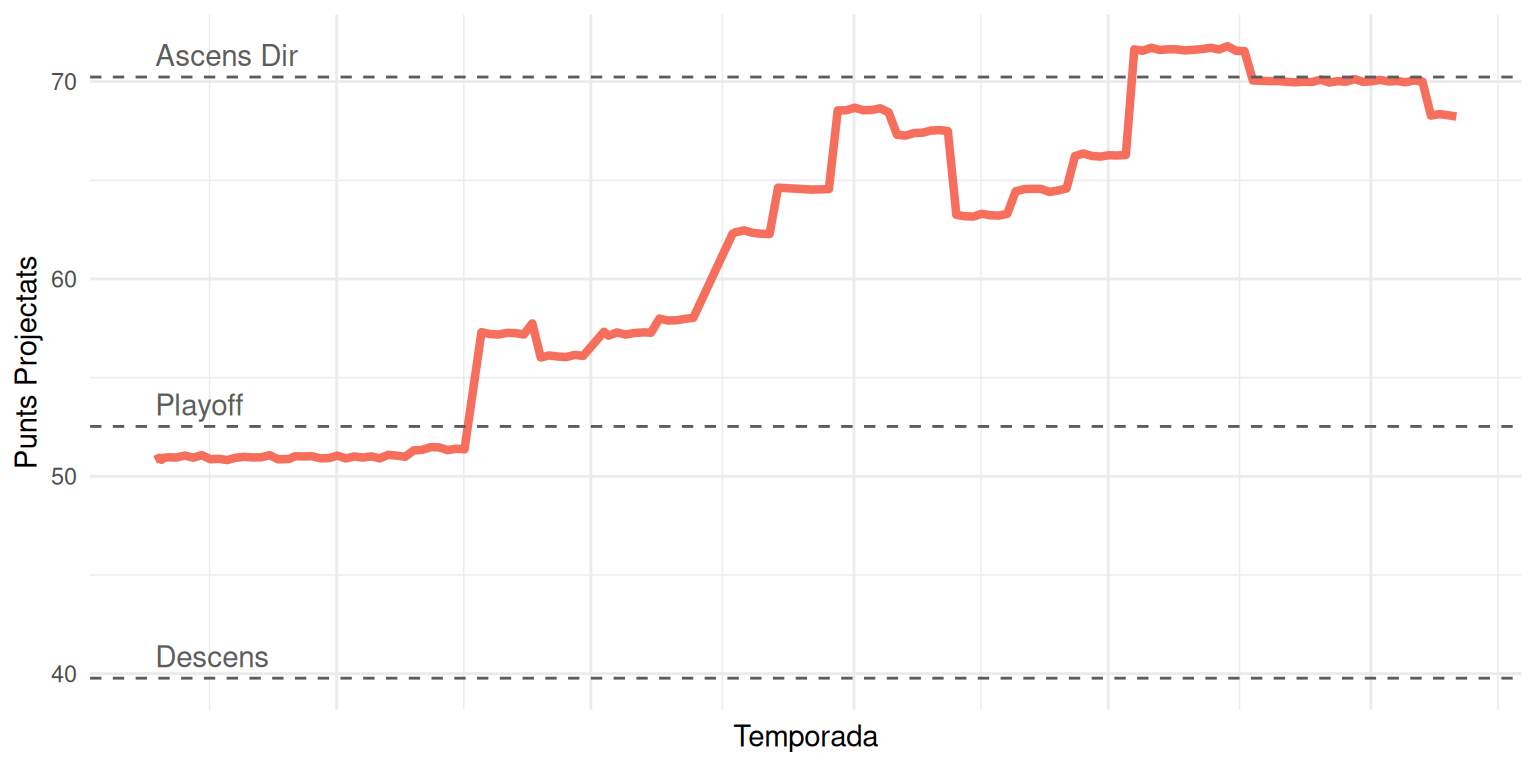 Ascens Dir
70
60
Playoff
50
Descens
40
Punts Projectats
Temporada